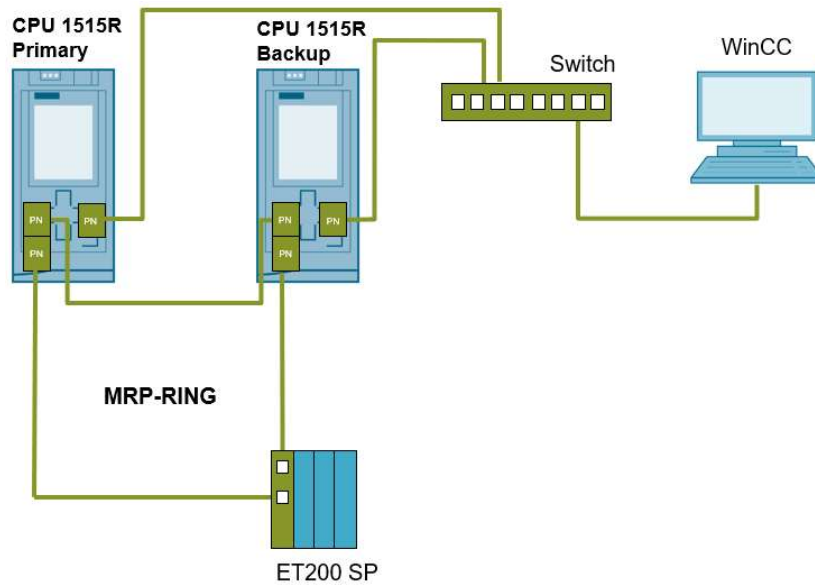 CPU 1515R
Primary
CPU 1515R
Backup
Switch
WinCC
PN
PN
PN
PN
PN
PN
MRP-RING
ET200 SP